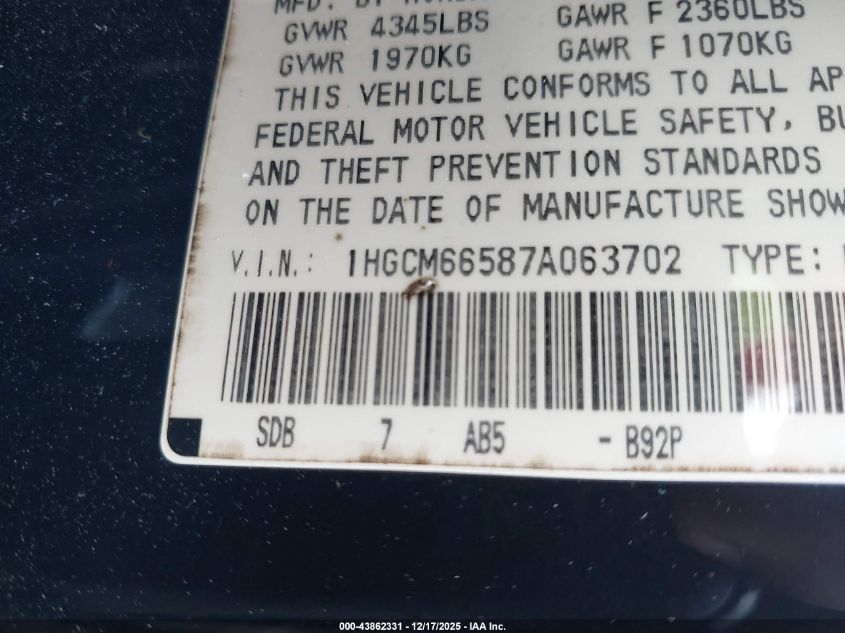 MFD. BY
GVWR 4345LBS GAWR F 2360LBS
GVWR 1970KG GAWR F 1070KG
THIS VEHICLE CONFORMS TO ALL AP
FEDERAL MOTOR VEHICLE SAFETY, BU
AND THEFT PREVENTION STANDARDS
ON THE DATE OF MANUFACTURE SHOW
V.I.N.: 1HGCM66587A063702 TYPE:
SDB 7 AB5 - B92P
000-43862331 - 12/17/2025 - IAA Inc.